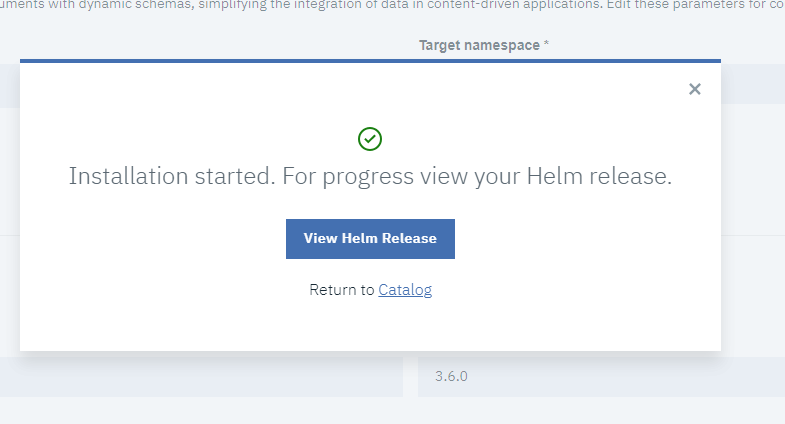 uments with dynamic schemas, simplifying the integration of data in content-driven applications. Edit these parameters for co
Target namespace *
Installation started. For progress view your Helm release.
View Helm Release
Return to Catalog
3.6.0